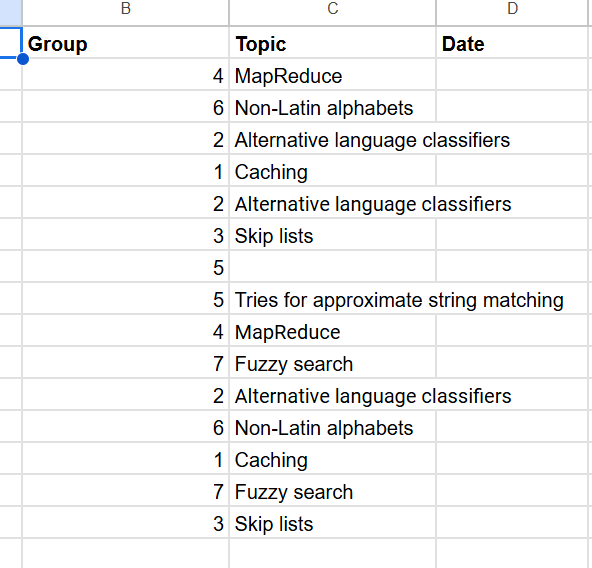 B C D
Group Topic Date
4 MapReduce
6 Non-Latin alphabets
2 Alternative language classifiers
1 Caching
2 Alternative language classifiers
3 Skip lists
5
5 Tries for approximate string matching
4 MapReduce
7 Fuzzy search
2 Alternative language classifiers
6 Non-Latin alphabets
1 Caching
7 Fuzzy search
3 Skip lists